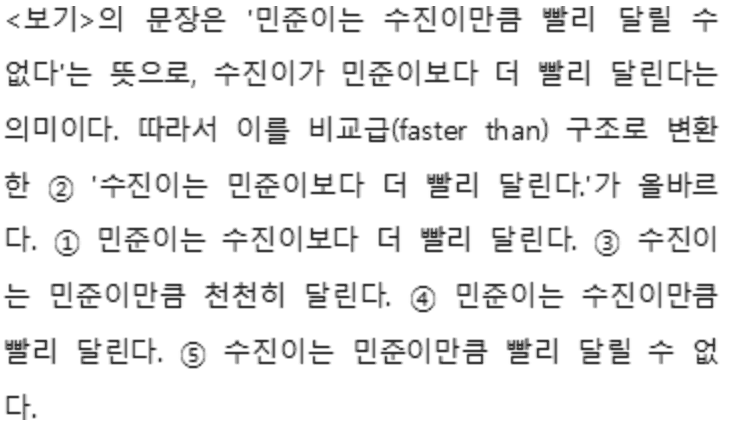 <보기>의 문장은 '민준이는 수진이만큼 빨리 달릴 수
없다'는 뜻으로, 수진이가 민준이보다 더 빨리 달린다는
의미이다. 따라서 이를 비교급(faster than) 구조로 변환
한 ② '수진이는 민준이보다 더 빨리 달린다.'가 올바르
다. ① 민준이는 수진이보다 더 빨리 달린다. ③ 수진이
는 민준이만큼 천천히 달린다. ④ 민준이는 수진이만큼
빨리 달린다. ⑤ 수진이는 민준이만큼 빨리 달릴 수 없
다.